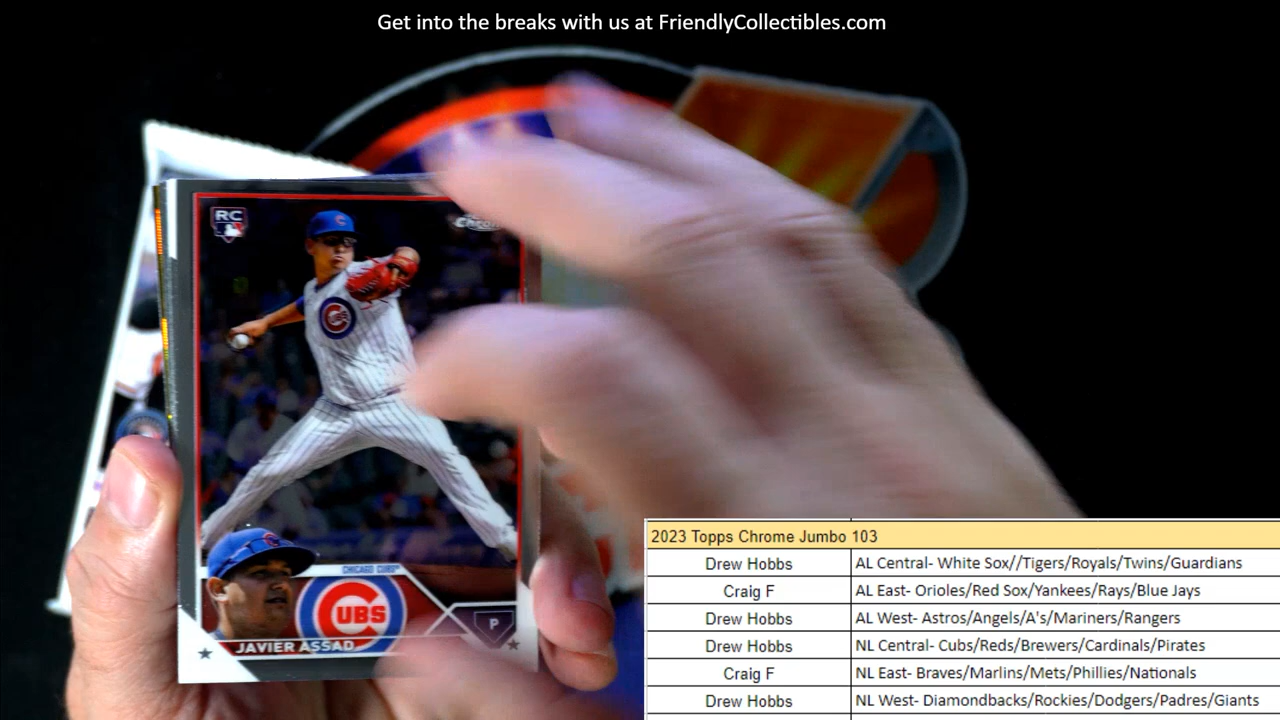 Get into the breaks with us at FriendlyCollectibles.com
RC
CHICAGO CUBS
CUBS
P
JAVIER ASSAD
2023 Topps Chrome Jumbo 103
Drew Hobbs AL Central- White Sox//Tigers/Royals/Twins/Guardians
Craig F AL East- Orioles/Red Sox/Yankees/Rays/Blue Jays
Drew Hobbs AL West- Astros/Angels/A's/Mariners/Rangers
Drew Hobbs NL Central- Cubs/Reds/Brewers/Cardinals/Pirates
Craig F NL East- Braves/Marlins/Mets/Phillies/Nationals
Drew Hobbs NL West- Diamondbacks/Rockies/Dodgers/Padres/Giants